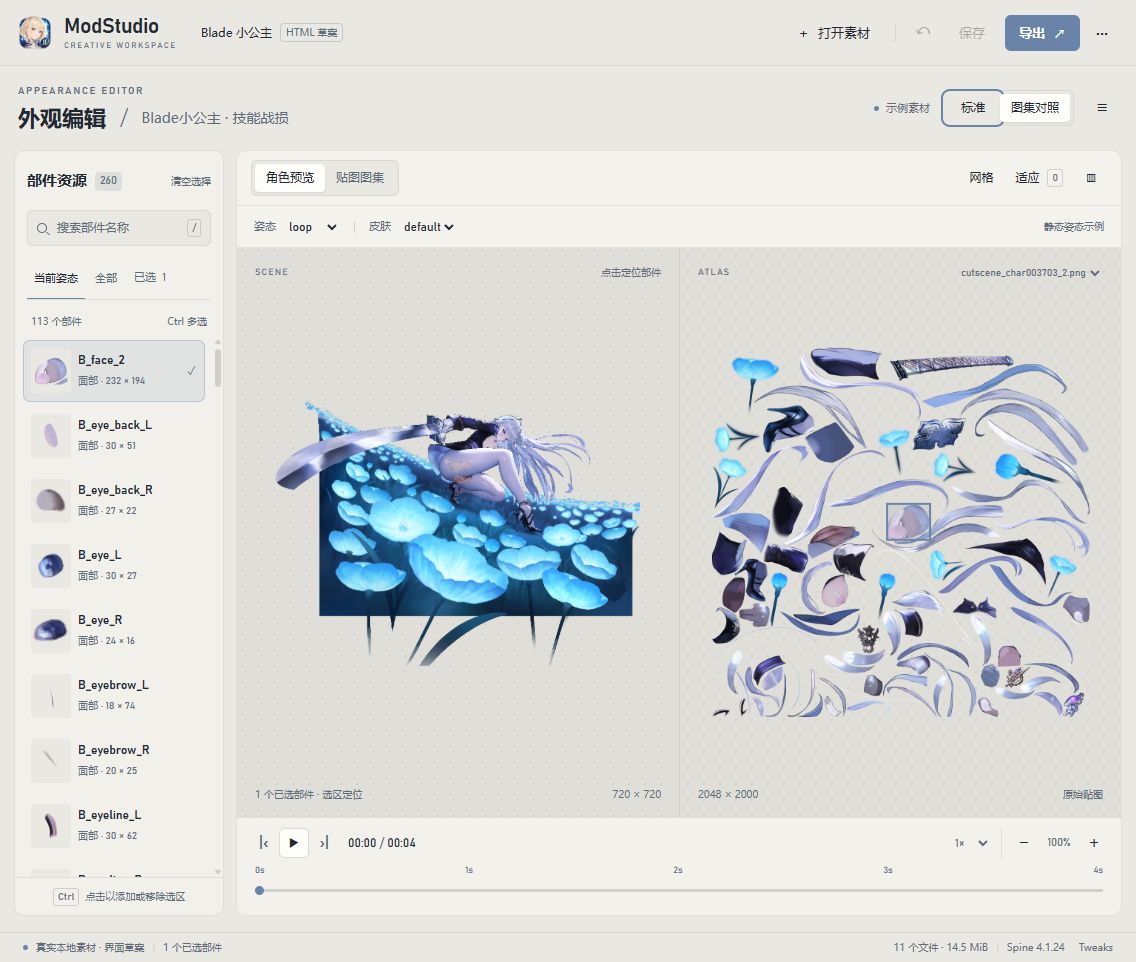 ModStudio
CREATIVE WORKSPACE
Blade 小公主 HTML 草案
+ 打开素材 保存 导出 ↗ ···
APPEARANCE EDITOR
外观编辑 / Blade小公主 · 技能战损
示例素材 标准 图集对照
部件资源 260 清空选择
搜索部件名称 /
当前姿态 全部 已选 1
113 个部件 Ctrl 多选
B_face_2
面部 · 232 × 194
B_eye_back_L
面部 · 30 × 51
B_eye_back_R
面部 · 27 × 22
B_eye_L
面部 · 30 × 27
B_eye_R
面部 · 24 × 16
B_eyebrow_L
面部 · 18 × 74
B_eyebrow_R
面部 · 20 × 25
B_eyeline_L
面部 · 30 × 62
Ctrl 点击以添加或移除选区
角色预览 贴图图集 网格 适应 0
姿态 loop 皮肤 default 静态姿态示例
SCENE 点击定位部件
ATLAS cutscene_char003703_2.png
1 个已选部件 · 选区定位 720 × 720
2048 × 2000 原始贴图
00:00 / 00:04 1× − 100% +
0s 1s 2s 3s 4s
真实本地素材 · 界面草案 1 个已选部件 11 个文件 · 14.5 MiB Spine 4.1.24 Tweaks